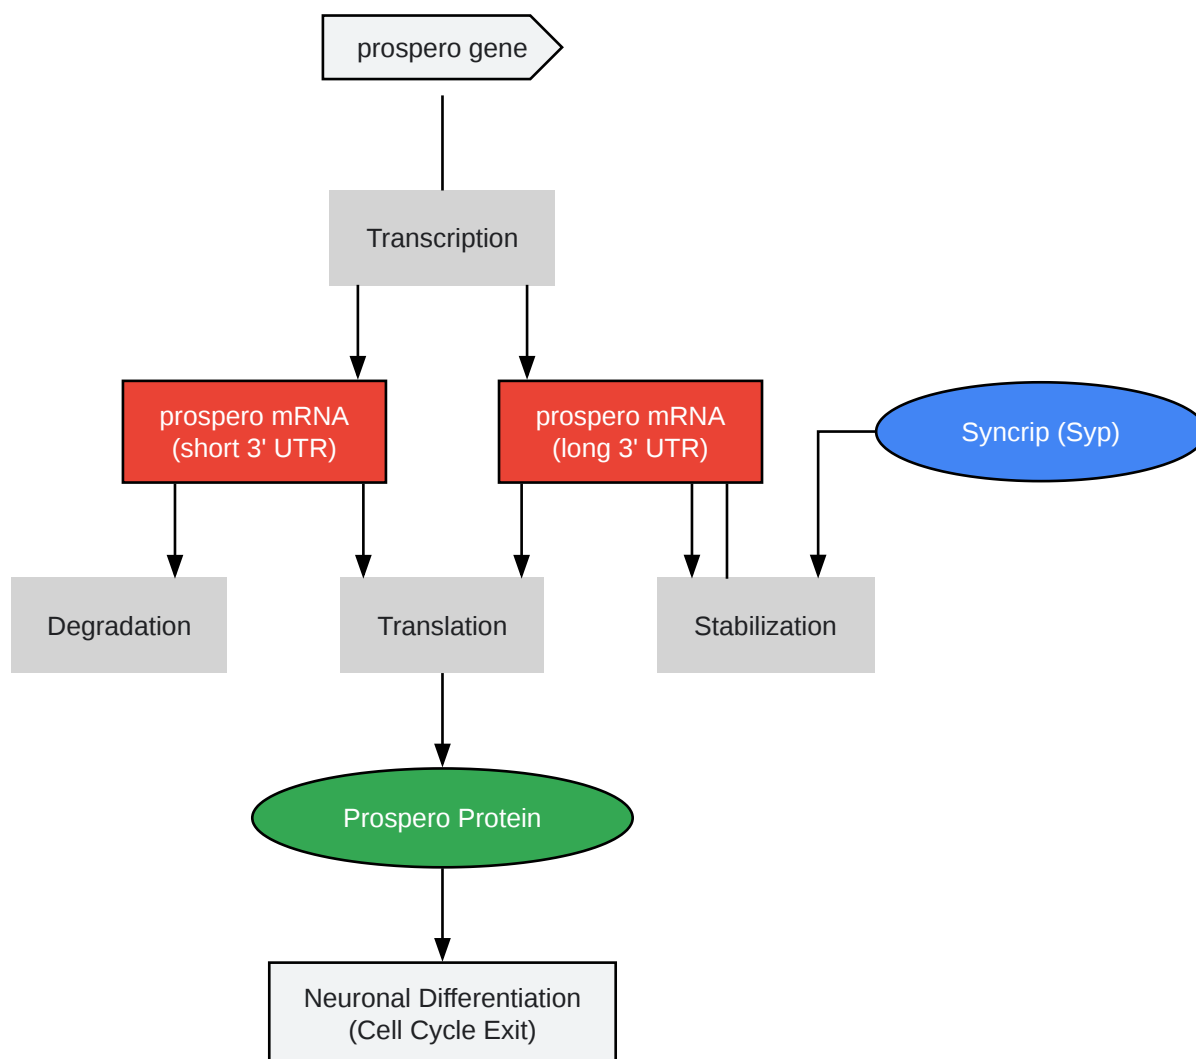 prospero gene
Transcription
prospero mRNA
(short 3' UTR)
prospero mRNA
(long 3' UTR)
Syncrip (Syp)
Degradation
Translation
Stabilization
Prospero Protein
Neuronal Differentiation
(Cell Cycle Exit)